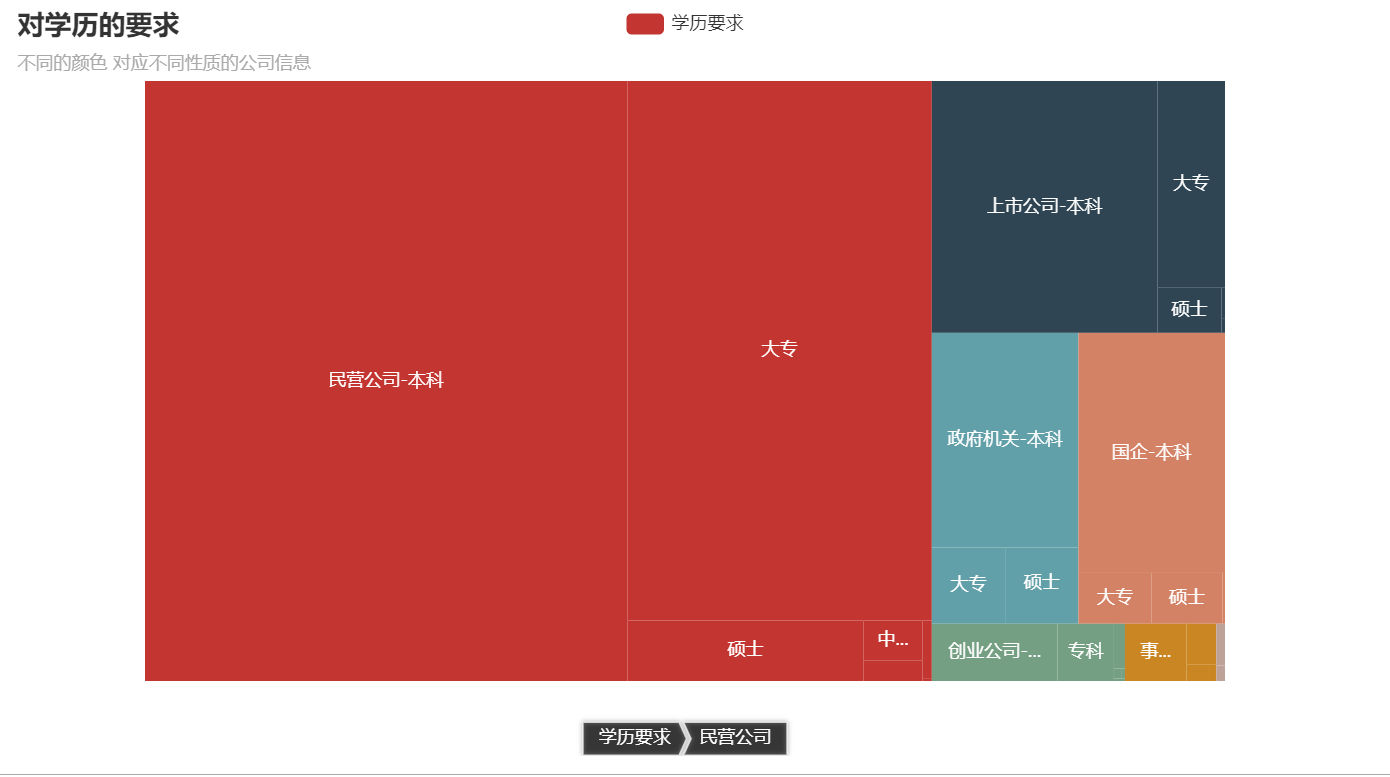 对学历的要求
学历要求
不同的颜色 对应不同性质的公司信息
民营公司-本科
大专
硕士
中...
上市公司-本科
大专
硕士
政府机关-本科
大专
硕士
国企-本科
大专
硕士
创业公司-...
专科
事...
学历要求
民营公司